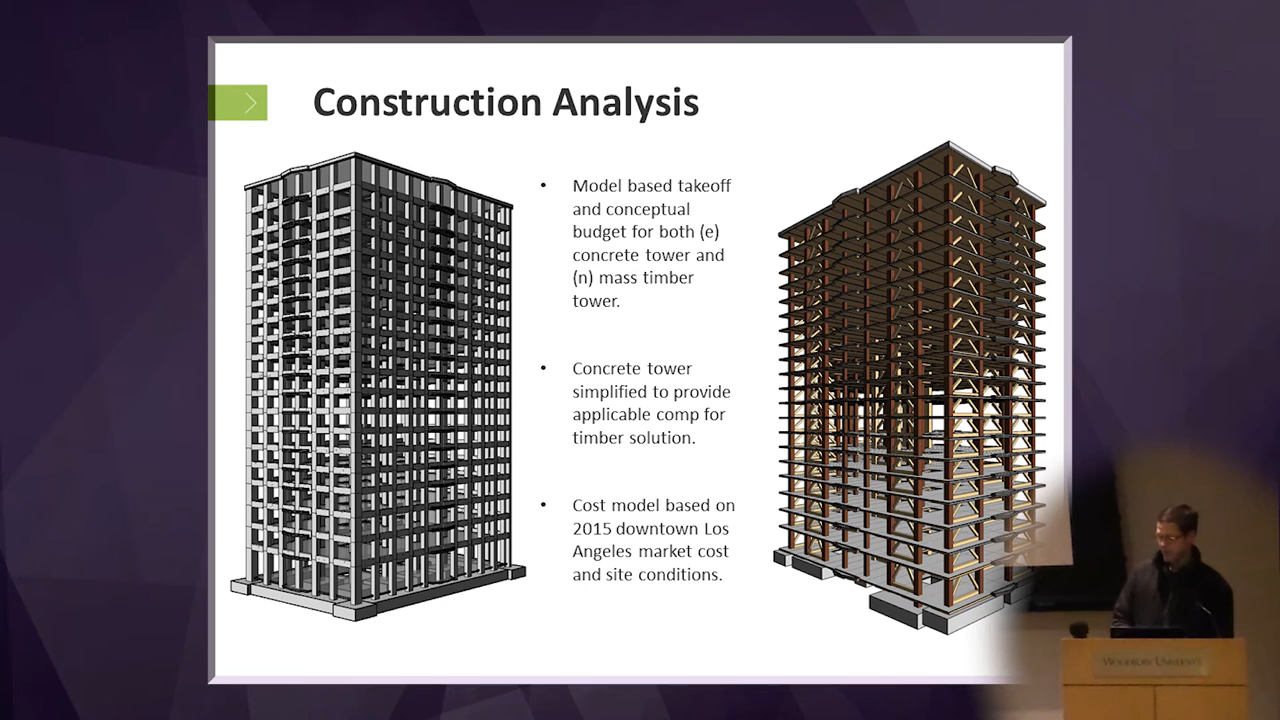 Construction Analysis
• Model based takeoff
and conceptual
budget for both (e)
concrete tower and
(n) mass timber
tower.
• Concrete tower
simplified to provide
applicable comp for
timber solution.
• Cost model based on
2015 downtown Los
Angeles market cost
and site conditions.
Woodbury University